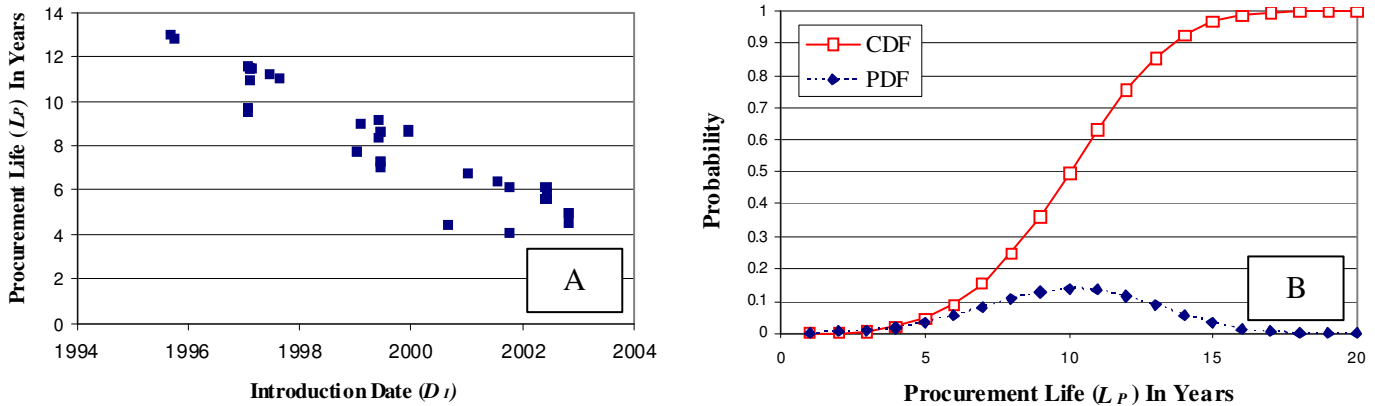 14
12
10
8
6
4
2
0
Procurement Life (LP) In Years
1994 1996 1998 2000 2002 2004
Introduction Date (D I)
A
1
0.9
0.8
0.7
0.6
0.5
0.4
0.3
0.2
0.1
0
Probability
CDF
PDF
0 5 10 15 20
Procurement Life (L P) In Years
B